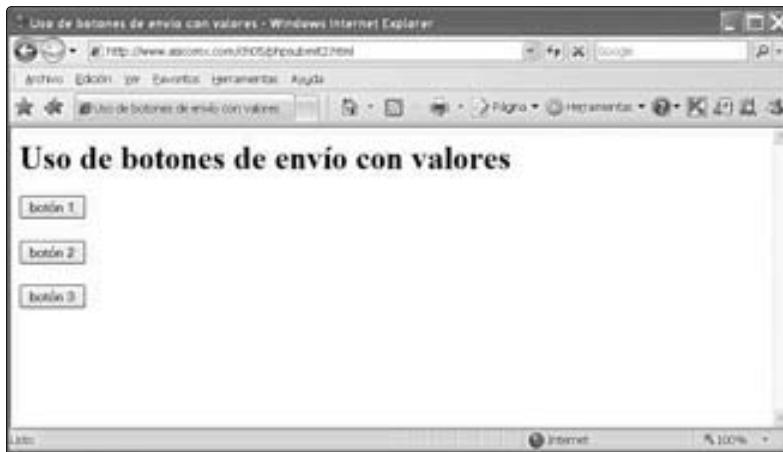 Uso de botones de envío con valores - Windows Internet Explorer
Google
Archivo Edición Ver Favoritos Herramientas Ayuda
Uso de botones de envío con valores
Página Herramientas
Uso de botones de envío con valores
botón 1
botón 2
botón 3
Listo
Internet
100%